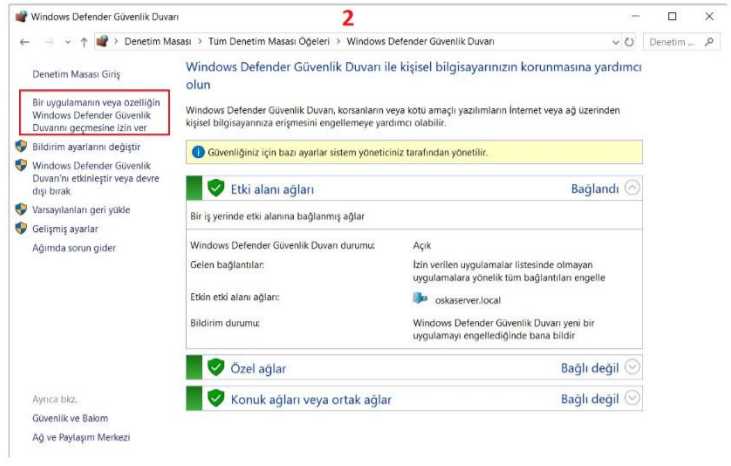 Windows Defender Güvenlik Duvarı
2
Denetim Masası > Tüm Denetim Masası Öğeleri > Windows Defender Güvenlik Duvarı
Denetim ...
Denetim Masası Giriş
Bir uygulamanın veya özelliğin
Windows Defender Güvenlik
Duvarını geçmesine izin ver
Bildirim ayarlarını değiştir
Windows Defender Güvenlik
Duvarı'nı etkinleştir veya devre
dışı bırak
Varsayılanları geri yükle
Gelişmiş ayarlar
Ağımda sorun gider
Ayrıca bkz.
Güvenlik ve Bakım
Ağ ve Paylaşım Merkezi
Windows Defender Güvenlik Duvarı ile kişisel bilgisayarınızın korunmasına yardımcı
olun
Windows Defender Güvenlik Duvarı, korsanların veya kötü amaçlı yazılımların İnternet veya ağ üzerinden
kişisel bilgisayarınıza erişmesini engellemeye yardımcı olabilir.
Güvenliğiniz için bazı ayarlar sistem yöneticiniz tarafından yönetilir.
Etki alanı ağları Bağlandı
Bir iş yerinde etki alanına bağlanmış ağlar
Windows Defender Güvenlik Duvarı durumu: Açık
Gelen bağlantılar: İzin verilen uygulamalar listesinde olmayan
uygulamalara yönelik tüm bağlantıları engelle
Etkin etki alanı ağları: oskaserver.local
Bildirim durumu: Windows Defender Güvenlik Duvarı yeni bir
uygulamayı engellediğinde bana bildir
Özel ağlar Bağlı değil
Konuk ağları veya ortak ağlar Bağlı değil